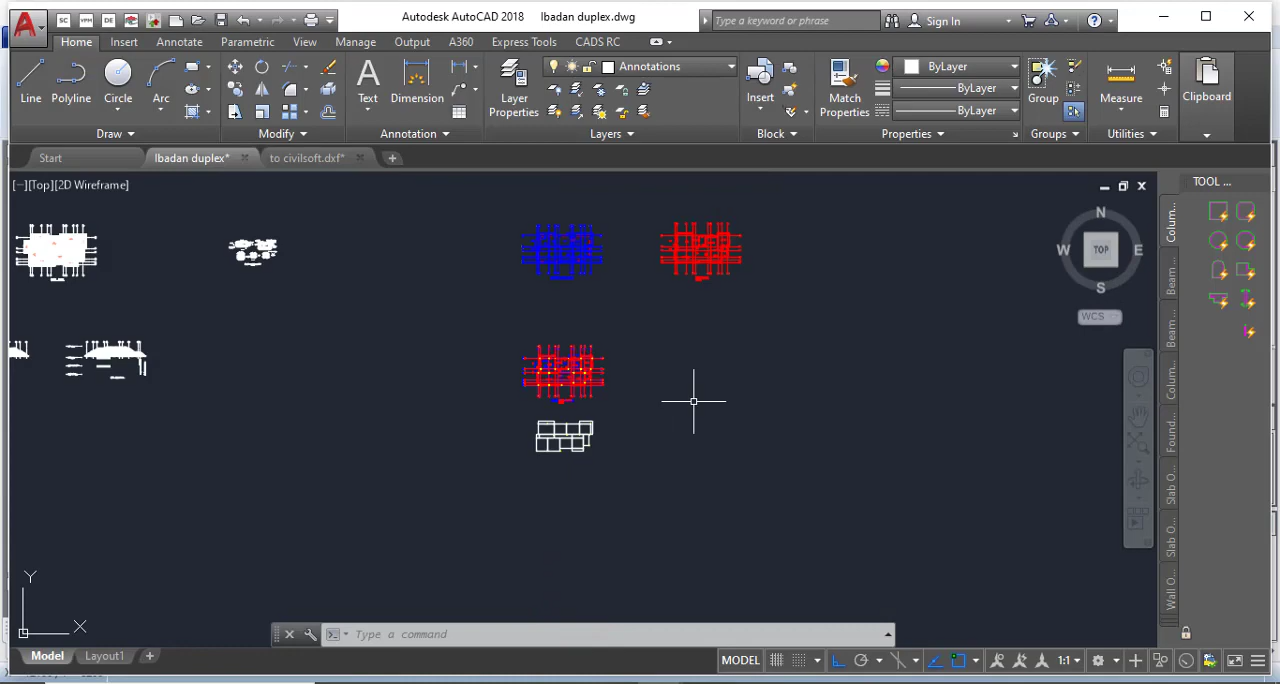 SC YPM DE Autodesk AutoCAD 2018 Ibadan duplex.dwg Type a keyword or phrase Sign In
Home Insert Annotate Parametric View Manage Output A360 Express Tools CADS RC
Annotations ByLayer
Line Polyline Circle Arc Text Dimension Layer Properties Insert Match Properties ByLayer Group Measure Clipboard
ByLayer
Draw Modify Annotation Layers Block Properties Groups Utilities
Start Ibadan duplex* to civilsoft.dxf*
[−][Top][2D Wireframe] TOOL ...
N
W TOP E
S
WCS
Colum...
Beam ...
Beam ...
Colum...
Found...
Slab O...
Slab O...
Wall O...
Y
X
Type a command
Model Layout1 MODEL 1:1